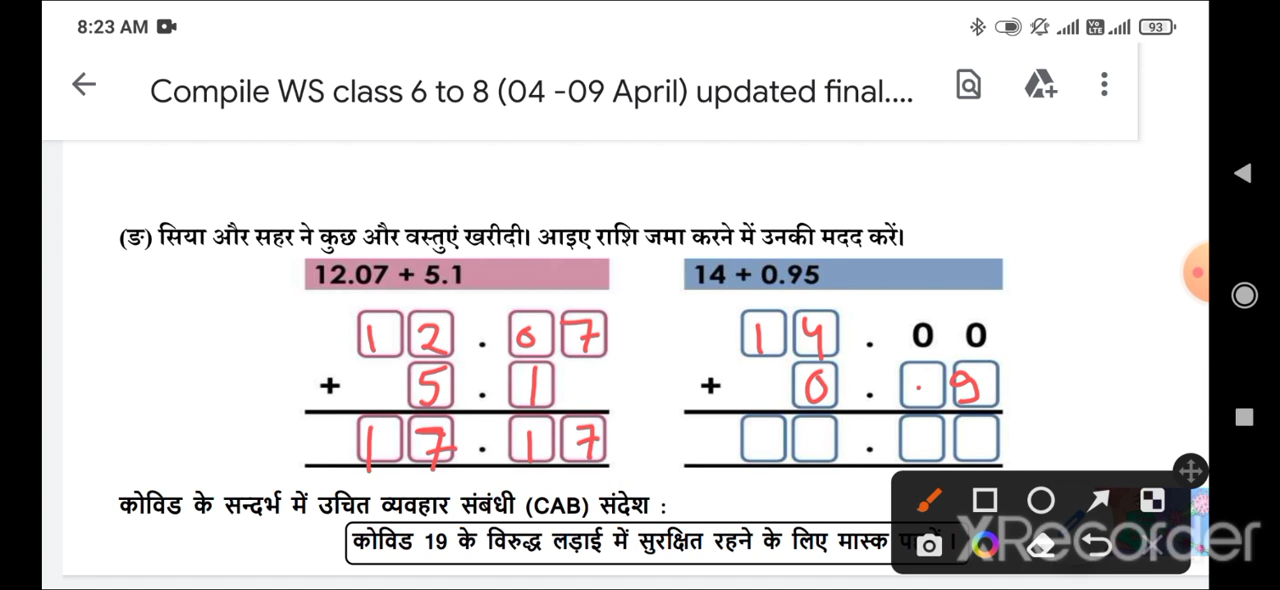 8:23 AM
Vo LTE 93
Compile WS class 6 to 8 (04 -09 April) updated final....
(ङ) सिया और सहर ने कुछ और वस्तुएं खरीदी। आइए राशि जमा करने में उनकी मदद करें।
12.07 + 5.1
14 + 0.95
1 2 . 0 7
+ 5 . 1
1 7 . 1 7
1 4 . 0 0
+ 0 . 9
.
कोविड के सन्दर्भ में उचित व्यवहार संबंधी (CAB) संदेश :
कोविड 19 के विरुद्ध लड़ाई में सुरक्षित रहने के लिए मास्क
XRecorder